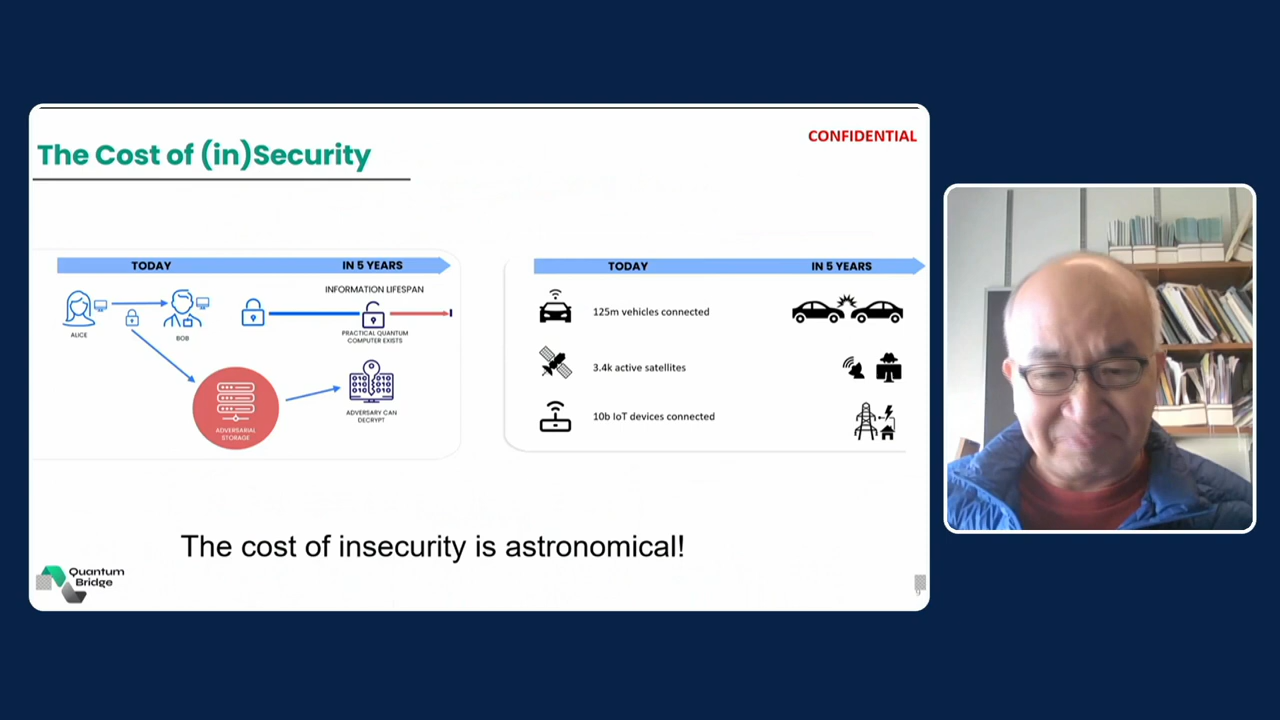 CONFIDENTIAL
The Cost of (in)Security
TODAY
IN 5 YEARS
INFORMATION LIFESPAN
ALICE
BOB
PRACTICAL QUANTUM
COMPUTER EXISTS
ADVERSARIAL
STORAGE
ADVERSARY CAN
DECRYPT
TODAY
IN 5 YEARS
125m vehicles connected
3.4k active satellites
10b IoT devices connected
The cost of insecurity is astronomical!
Quantum
Bridge
9